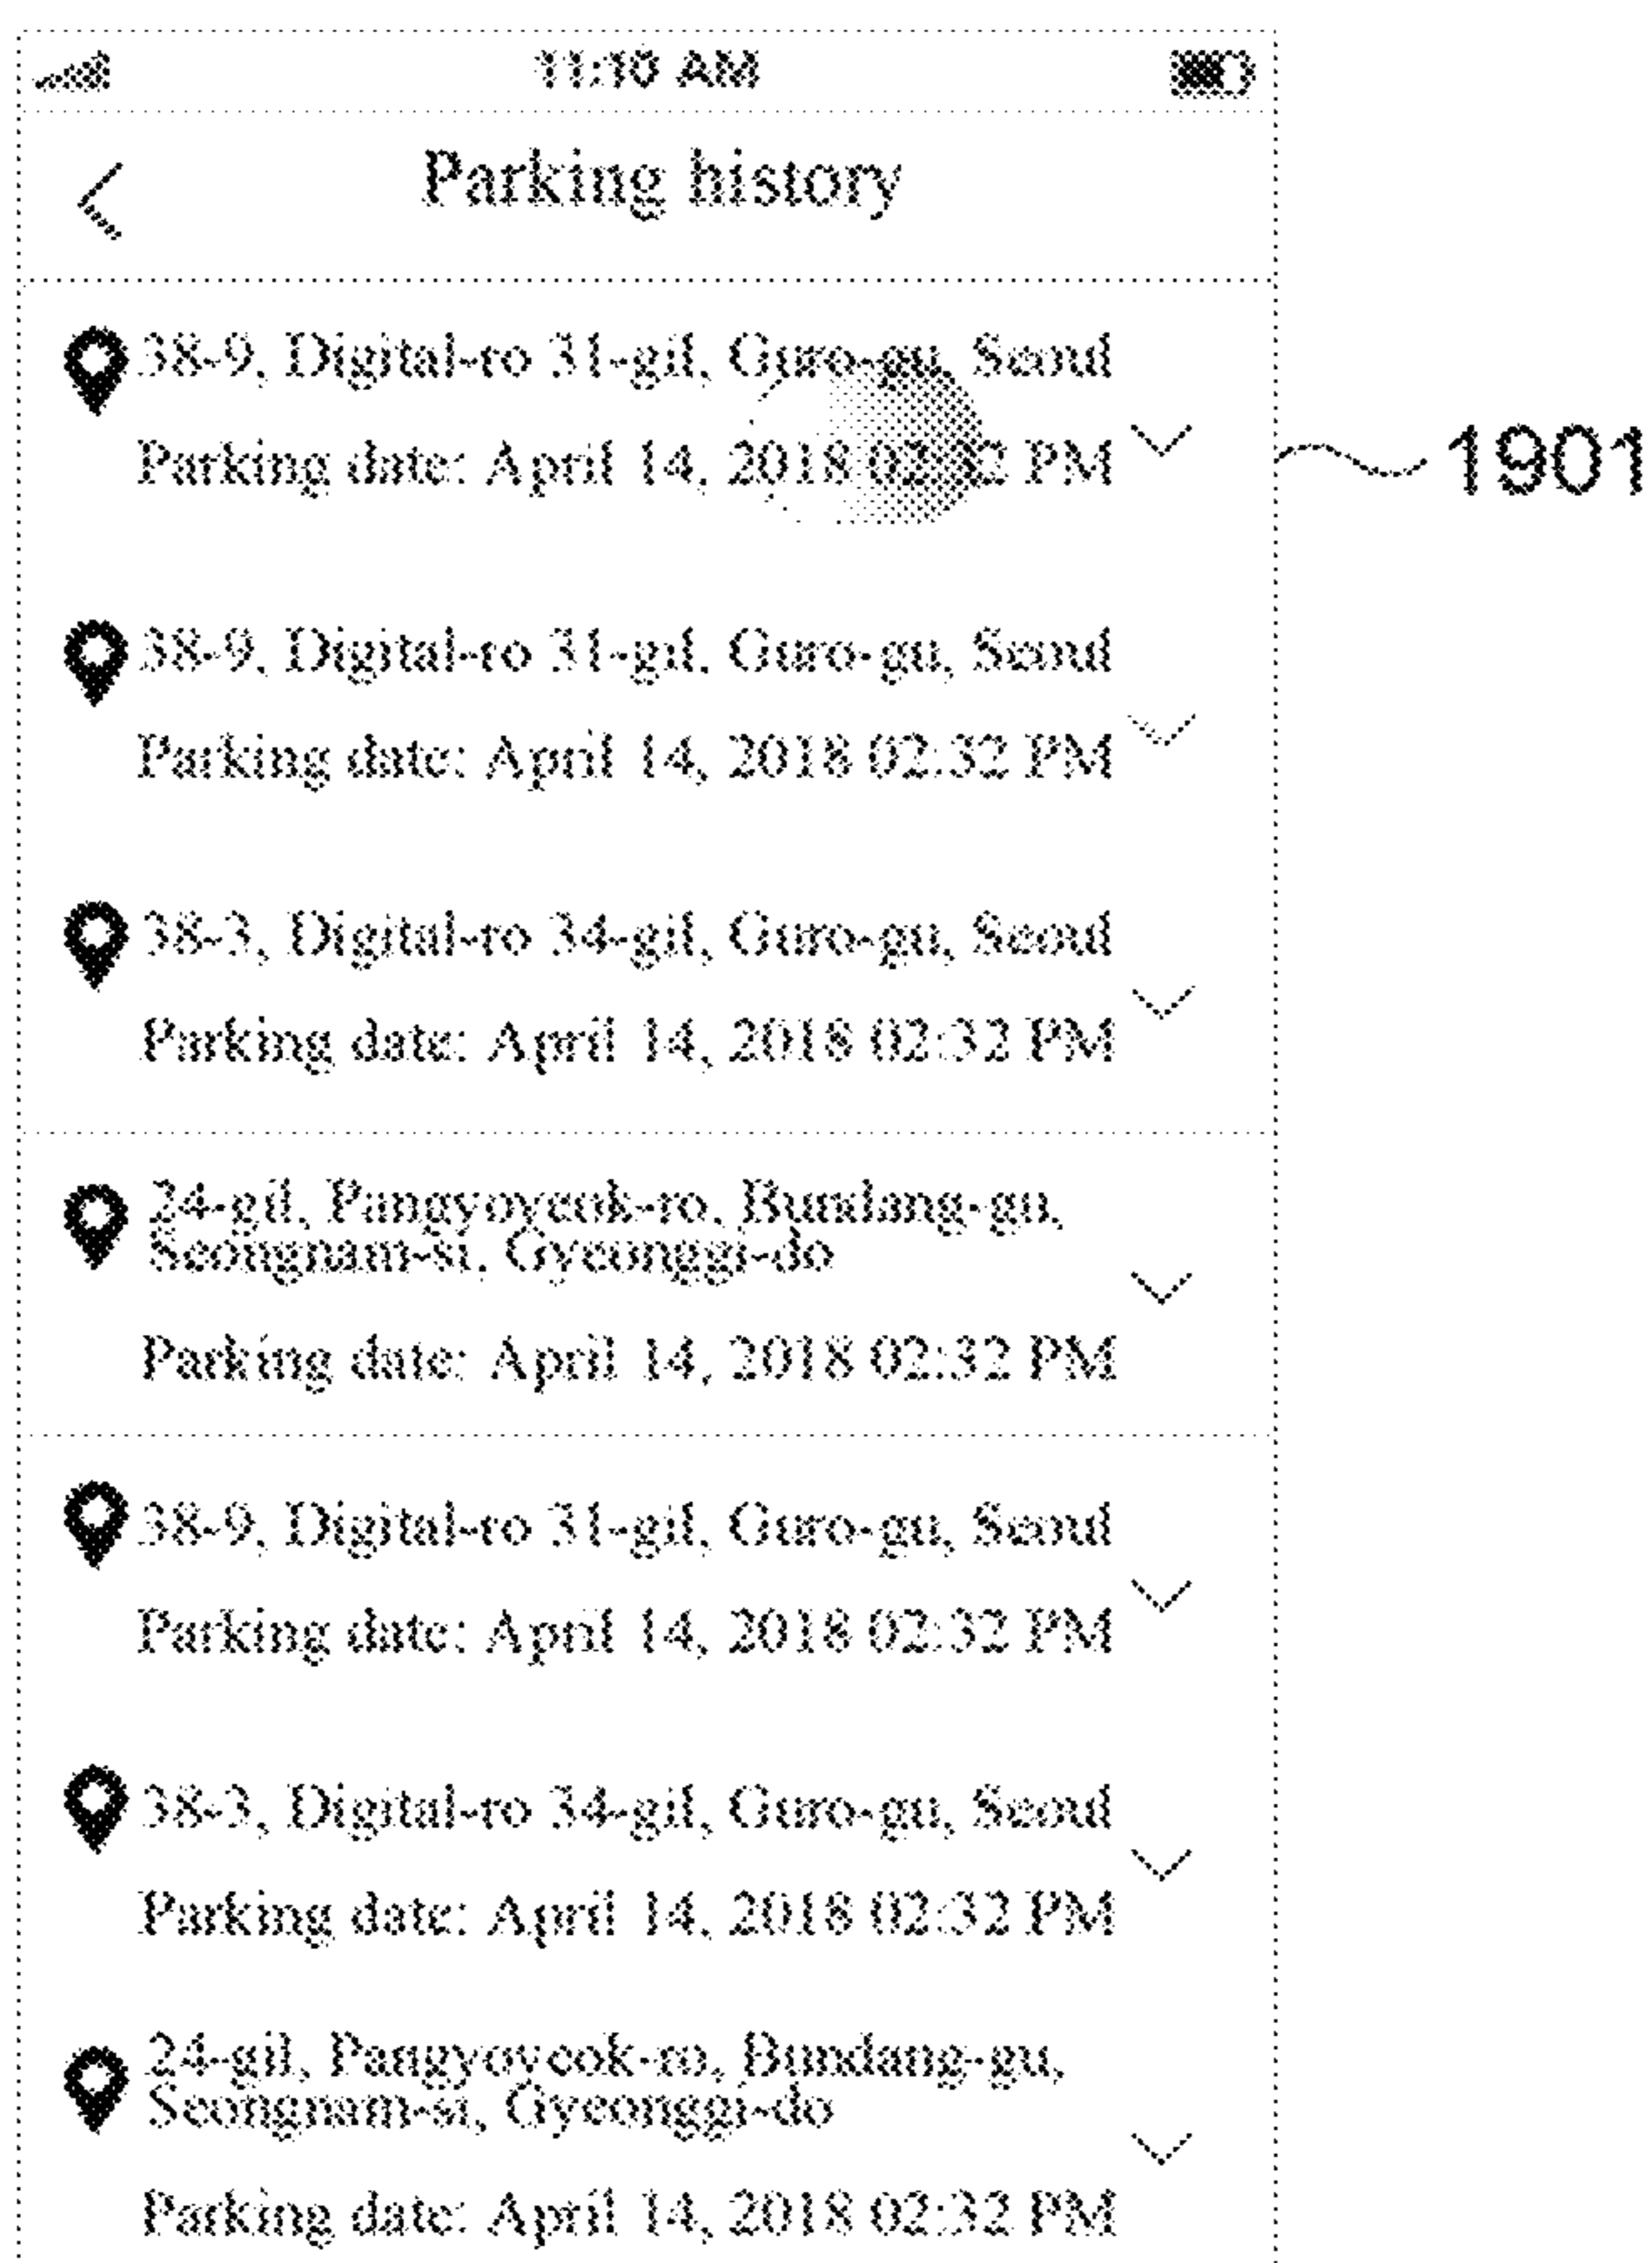 11:10 AM
Parking history
38-9, Digital-ro 31-gil, Guro-gu, Seoul
Parking date: April 14, 2018 02:32 PM
1901
38-9, Digital-ro 31-gil, Guro-gu, Seoul
Parking date: April 14, 2018 02:32 PM
38-3, Digital-ro 34-gil, Guro-gu, Seoul
Parking date: April 14, 2018 02:32 PM
24-gil, Pangyoyeok-ro, Bundang-gu,
Seongnam-si, Gyeonggi-do
Parking date: April 14, 2018 02:32 PM
38-9, Digital-ro 31-gil, Guro-gu, Seoul
Parking date: April 14, 2018 02:32 PM
38-3, Digital-ro 34-gil, Guro-gu, Seoul
Parking date: April 14, 2018 02:32 PM
24-gil, Pangyoyeok-ro, Bundang-gu,
Seongnam-si, Gyeonggi-do
Parking date: April 14, 2018 02:32 PM